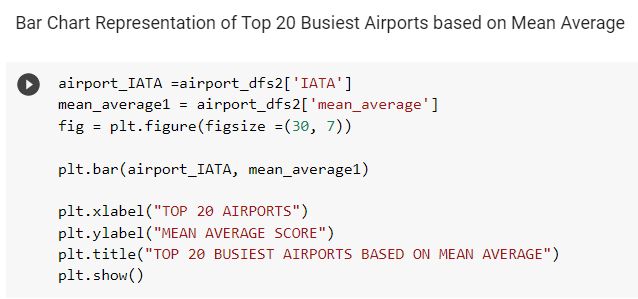 Bar Chart Representation of Top 20 Busiest Airports based on Mean Average
airport_IATA =airport_dfs2['IATA']
mean_average1 = airport_dfs2['mean_average']
fig = plt.figure(figsize =(30, 7))
plt.bar(airport_IATA, mean_average1)
plt.xlabel("TOP 20 AIRPORTS")
plt.ylabel("MEAN AVERAGE SCORE")
plt.title("TOP 20 BUSIEST AIRPORTS BASED ON MEAN AVERAGE")
plt.show()